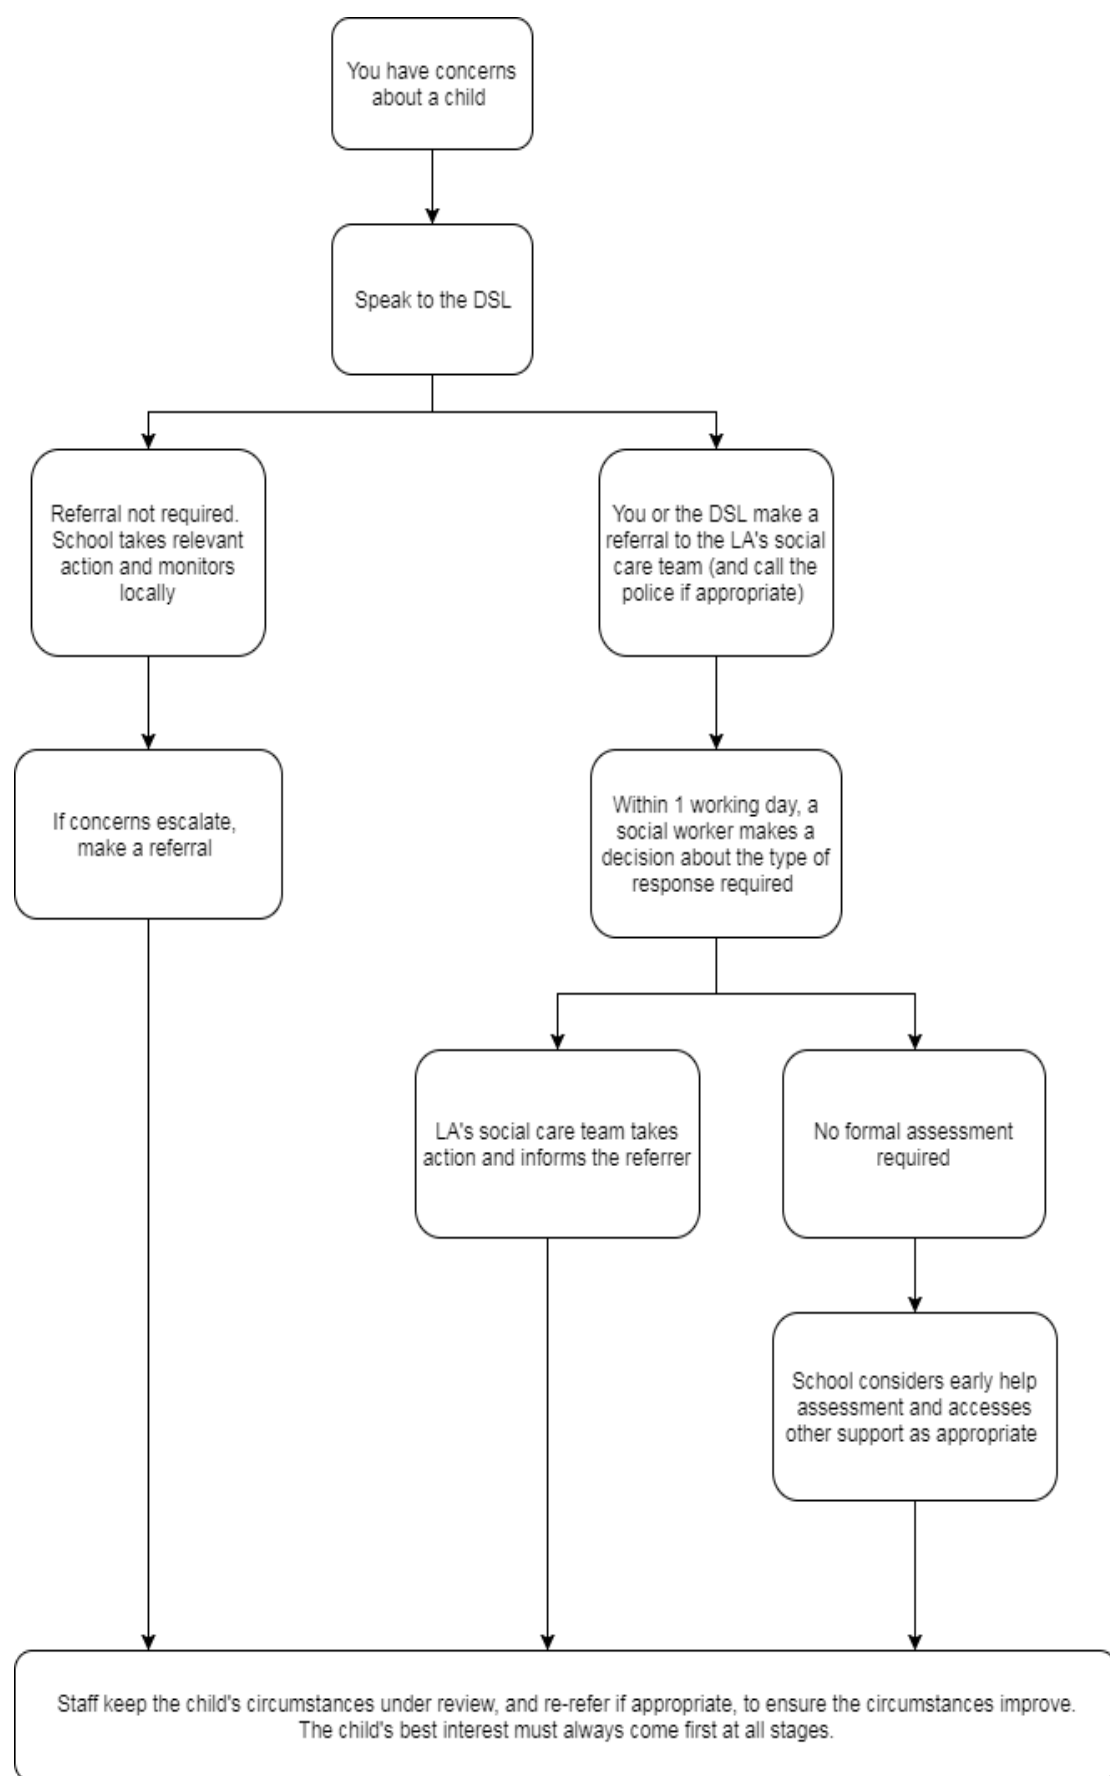 You have concerns
about a child
Speak to the DSL
Referral not required.
School takes relevant
action and monitors
locally
You or the DSL make a
referral to the LA's social
care team (and call the
police if appropriate)
If concerns escalate,
make a referral
Within 1 working day, a
social worker makes a
decision about the type of
response required
LA's social care team takes
action and informs the referrer
No formal assessment
required
School considers early help
assessment and accesses
other support as appropriate
Staff keep the child's circumstances under review, and re-refer if appropriate, to ensure the circumstances improve.
The child's best interest must always come first at all stages.